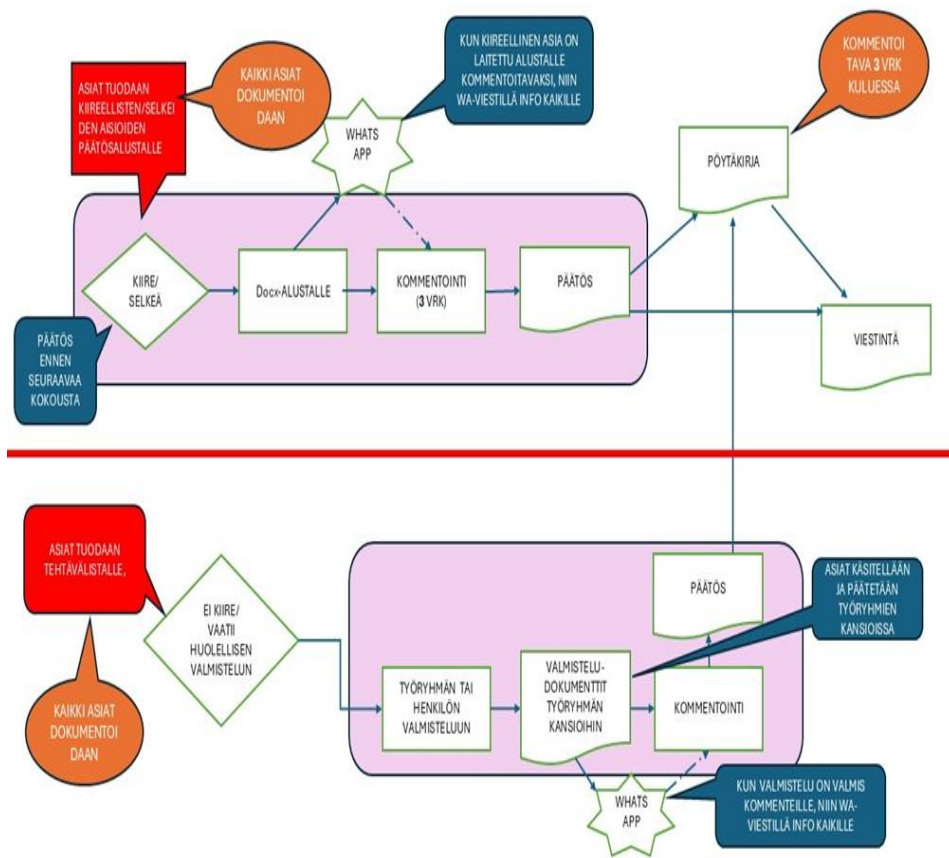 ASIAT TUODAAN
KIIREELLISTEN/SELKEI
DEN AISIOIDEN
PÄÄTÖSALUSTALLE
KAIKKI ASIAT
DOKUMENTOI
DAAN
KUN KIIREELLINEN ASIA ON
LAITETTU ALUSTALLE
KOMMENTOITAVAKSI, NIIN
WA-VIESTILLÄ INFO KAIKILLE
KOMMENTOI
TAVA 3 VRK
KULUESSA
WHATS
APP
PÖYTÄKIRJA
KIIRE/
SELKEÄ
Docx-ALUSTALLE
KOMMENTOINTI
(3 VRK)
PÄÄTÖS
VIESTINTÄ
PÄÄTÖS
ENNEN
SEURAAVAA
KOKOUSTA
ASIAT TUODAAN
TEHTÄVÄLISTALLE,
EI KIIRE/
VAATII
HUOLELLISEN
VALMISTELUN
KAIKKI ASIAT
DOKUMENTOI
DAAN
PÄÄTÖS
ASIAT KÄSITELLÄÄN
JA PÄÄTETÄÄN
TYÖRYHMIEN
KANSIOISSA
TYÖRYHMÄN TAI
HENKILÖN
VALMISTELUUN
VALMISTELU-
DOKUMENTTIT
TYÖRYHMÄN
KANSIOIHIN
KOMMENTOINTI
WHATS
APP
KUN VALMISTELU ON VALMIS
KOMMENTEILLE, NIIN WA-
VIESTILLÄ INFO KAIKILLE